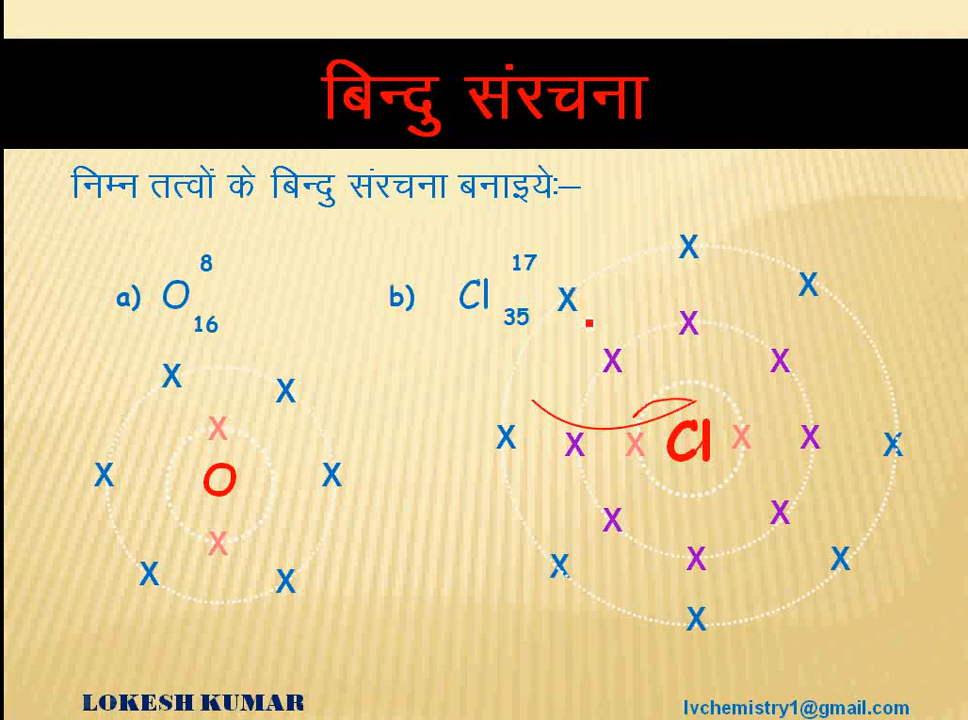 बिन्दु संरचना
निम्न तत्वों के बिन्दु संरचना बनाइये:–
a) O 8 16
b) Cl 17 35
X
X X
X X
X X X X
X X
X Cl X
X X X X
O
X X
X X
X
X X
X X
X X
X
LOKESH KUMAR
lvchemistry1@gmail.com